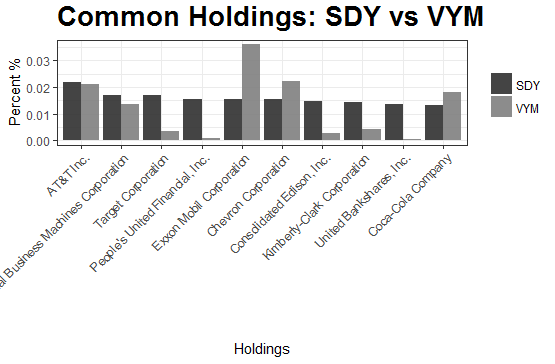 Common Holdings: SDY vs VYM
Percent %
0.03
0.02
0.01
0.00
SDY
VYM
AT&T Inc.
al Business Machines Corporation
Target Corporation
People's United Financial, Inc.
Exxon Mobil Corporation
Chevron Corporation
Consolidated Edison, Inc.
Kimberly-Clark Corporation
United Bankshares, Inc.
Coca-Cola Company
Holdings